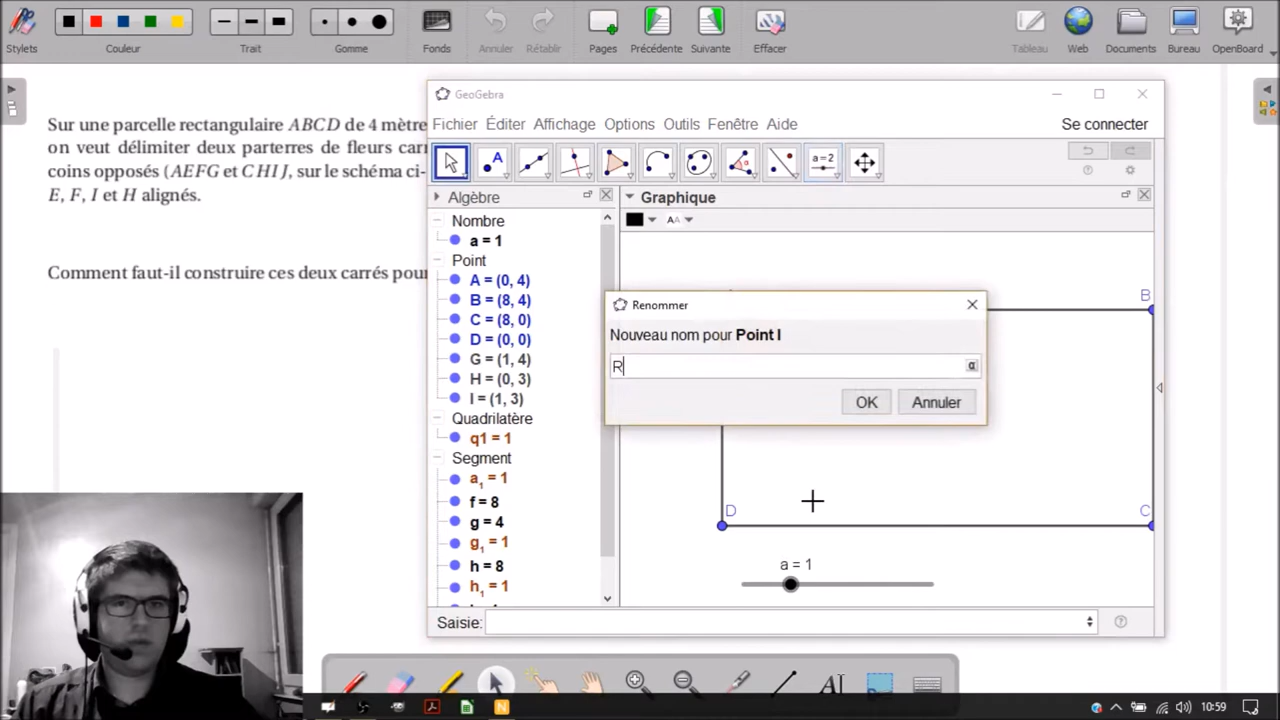 Stylets
Couleur
Trait
Gomme
Fonds
Annuler
Rétablir
Pages
Précédente
Suivante
Effacer
Tableau
Web
Documents
Bureau
OpenBoard
Sur une parcelle rectangulaire ABCD de 4 mètre
on veut délimiter deux parterres de fleurs carr
coins opposés (AEFG et CHIJ, sur le schéma ci-
E, F, I et H alignés.
Comment faut-il construire ces deux carrés pour
GeoGebra
Fichier Éditer Affichage Options Outils Fenêtre Aide
Se connecter
A
a=2
Algèbre
Graphique
AA
Nombre
a = 1
Point
A = (0, 4)
B = (8, 4)
C = (8, 0)
D = (0, 0)
G = (1, 4)
H = (0, 3)
I = (1, 3)
Quadrilatère
q1 = 1
Segment
a1 = 1
f = 8
g = 4
g1 = 1
h = 8
h1 = 1
B
Renommer
Nouveau nom pour Point I
R
α
OK
Annuler
D
C
a = 1
Saisie:
10:59